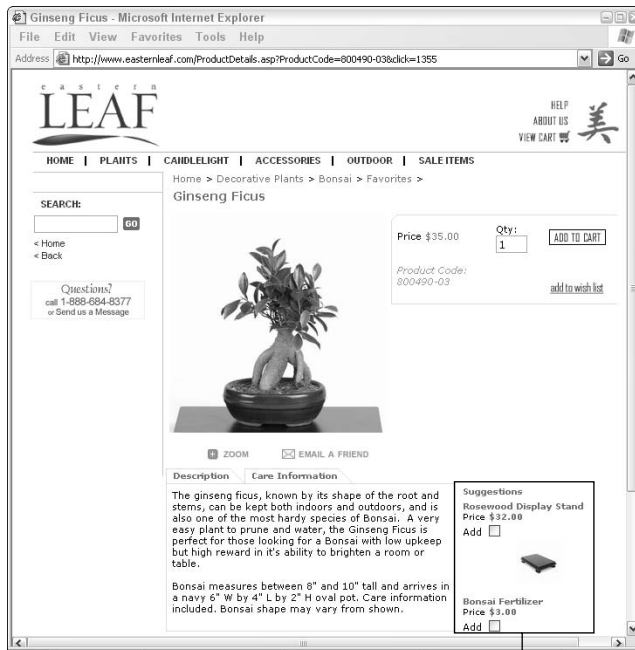 Ginseng Ficus - Microsoft Internet Explorer
File Edit View Favorites Tools Help
Address http://www.easternleaf.com/ProductDetails.asp?ProductCode=800490-03&click=1355 Go
eastern
LEAF
HELP
ABOUT US
VIEW CART
美
HOME | PLANTS | CANDLELIGHT | ACCESSORIES | OUTDOOR | SALE ITEMS
Home > Decorative Plants > Bonsai > Favorites >
Ginseng Ficus
SEARCH:
GO
< Home
< Back
Questions?
call 1-888-684-8377
or Send us a Message
Price $35.00
Qty:
1
ADD TO CART
Product Code:
800490-03
add to wish list
ZOOM
EMAIL A FRIEND
Description
Care Information
The ginseng ficus, known by its shape of the root and
stems, can be kept both indoors and outdoors, and is
also one of the most hardy species of Bonsai. A very
easy plant to prune and water, the Ginseng Ficus is
perfect for those looking for a Bonsai with low upkeep
but high reward in it's ability to brighten a room or
table.
Bonsai measures between 8" and 10" tall and arrives in
a navy 6" W by 4" L by 2" H oval pot. Care information
included. Bonsai shape may vary from shown.
Suggestions
Rosewood Display Stand
Price $32.00
Add
Bonsai Fertilizer
Price $3.00
Add